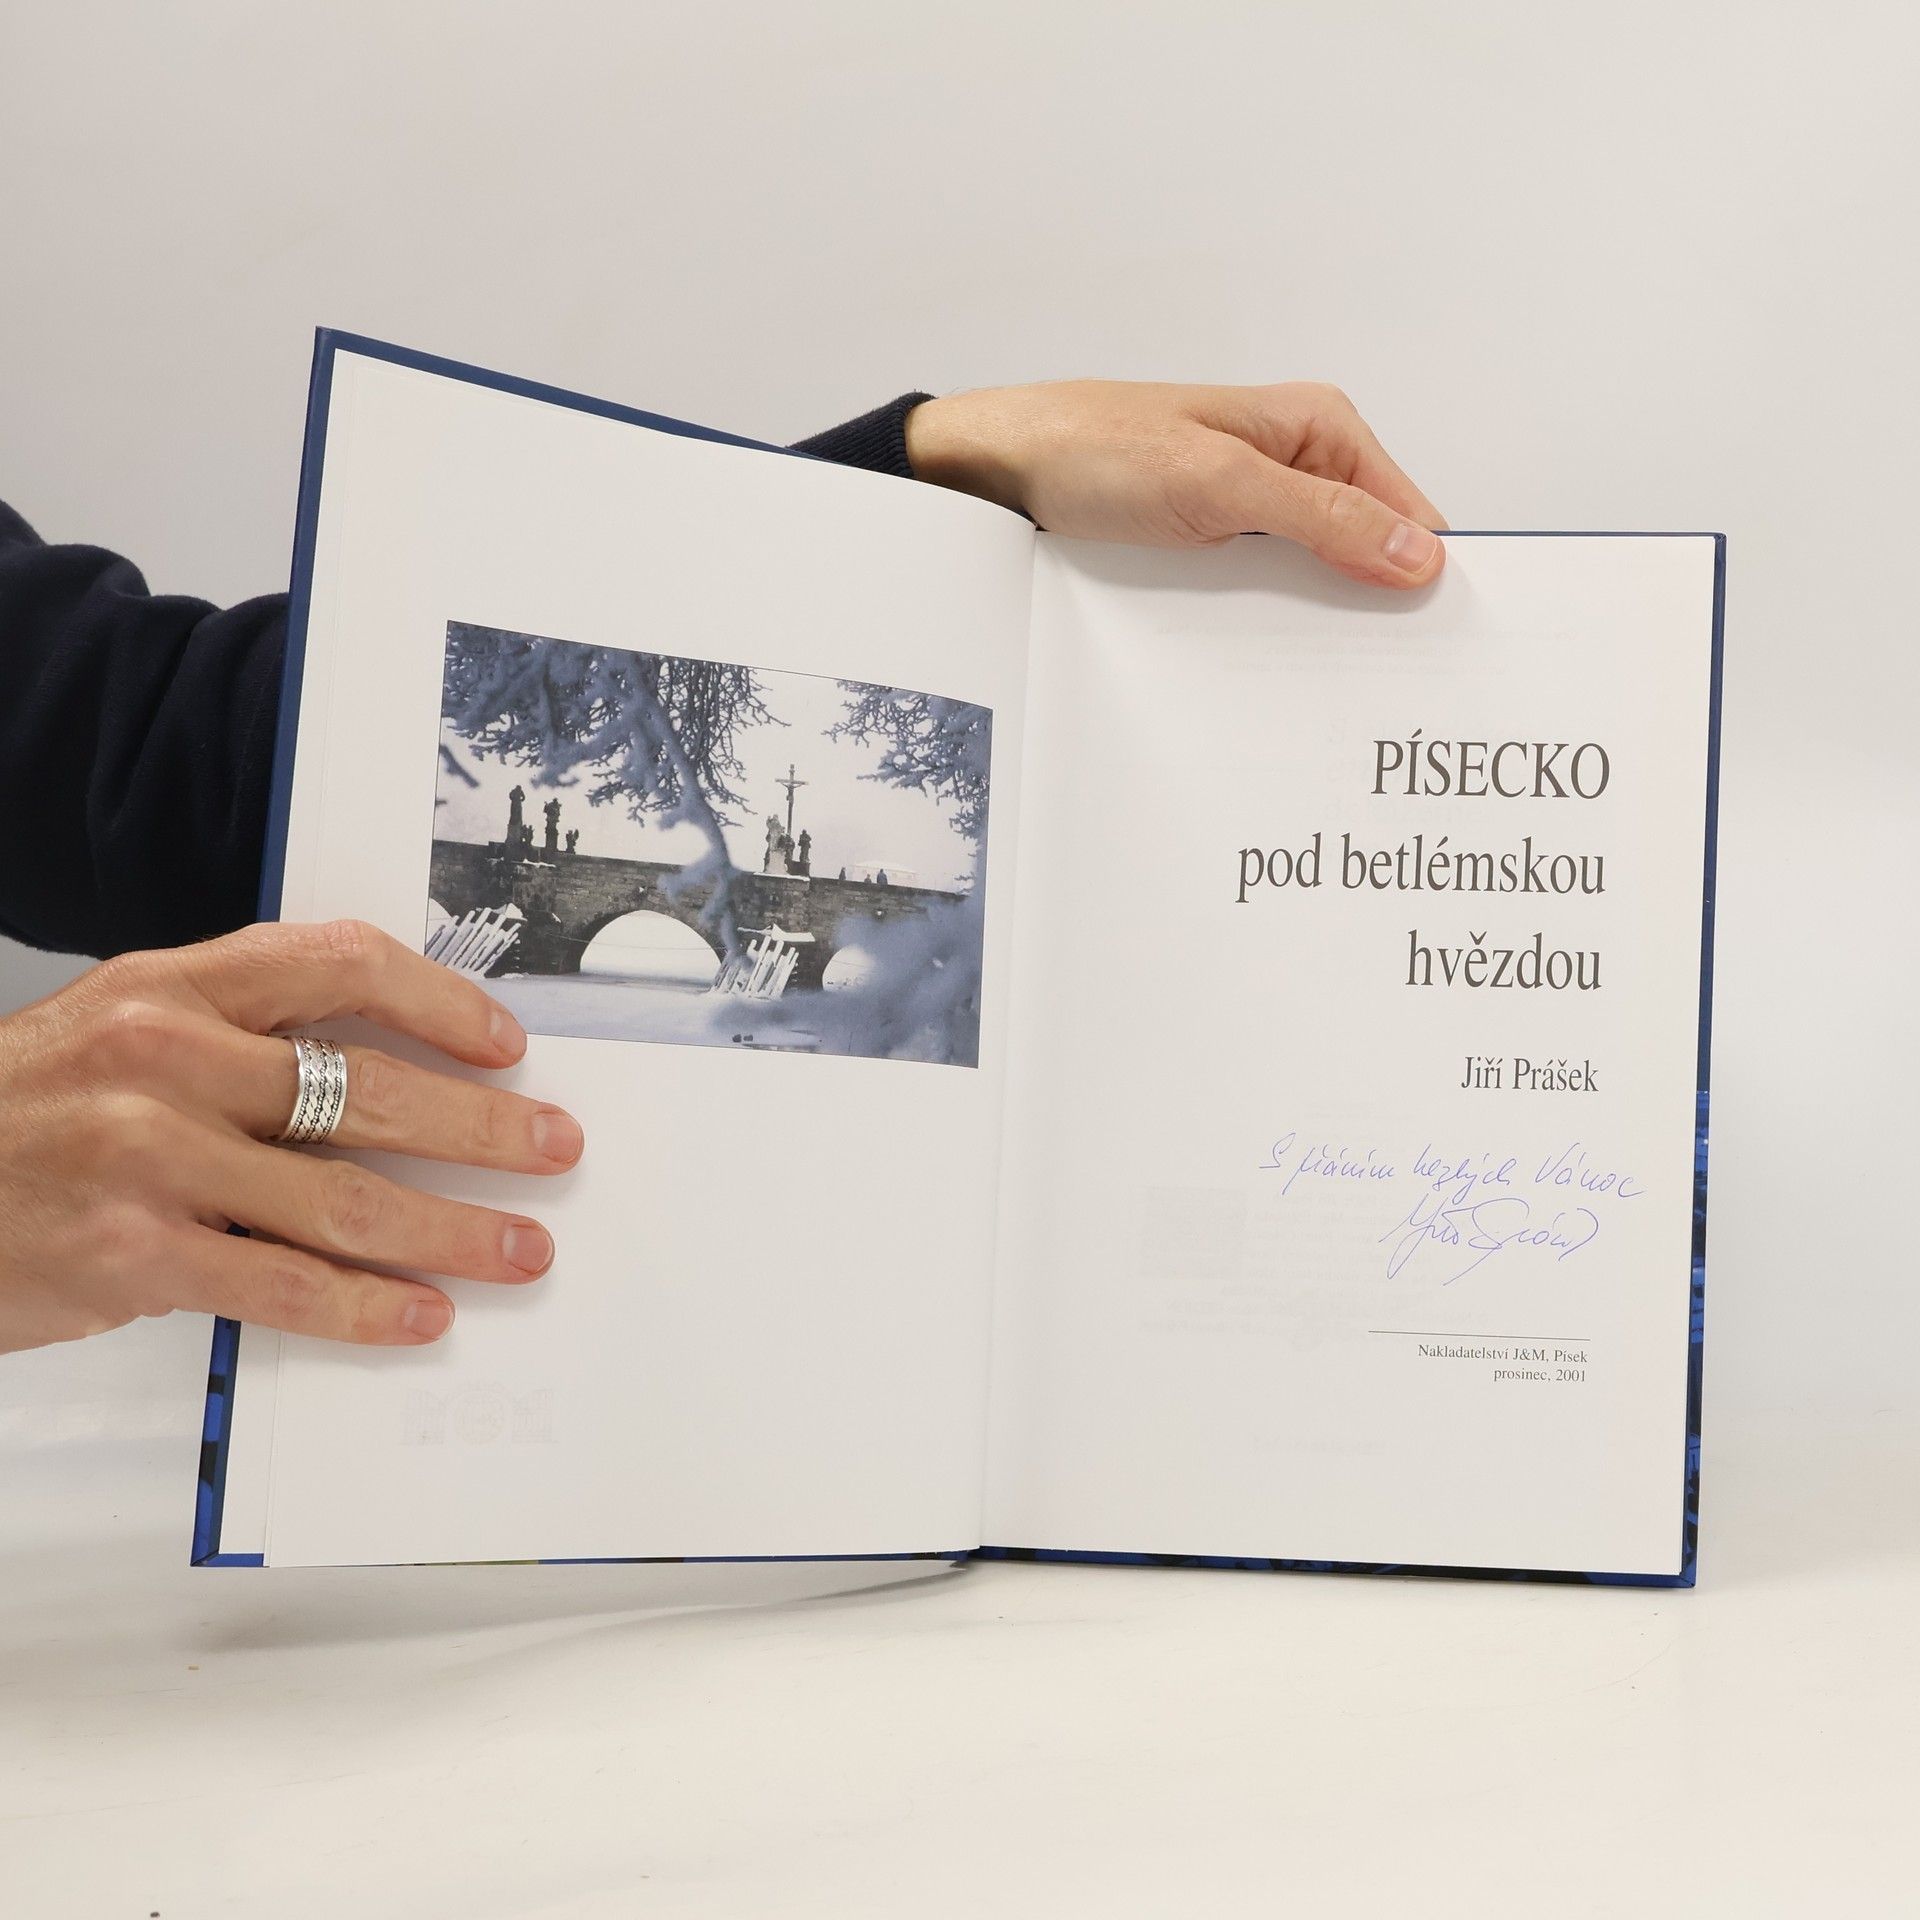 PÍSECKO
pod betlémskou
hvězdou
Jiří Prášek
S přáním hezkých Vánoc
Nakladatelství J&M, Písek
prosinec, 2001